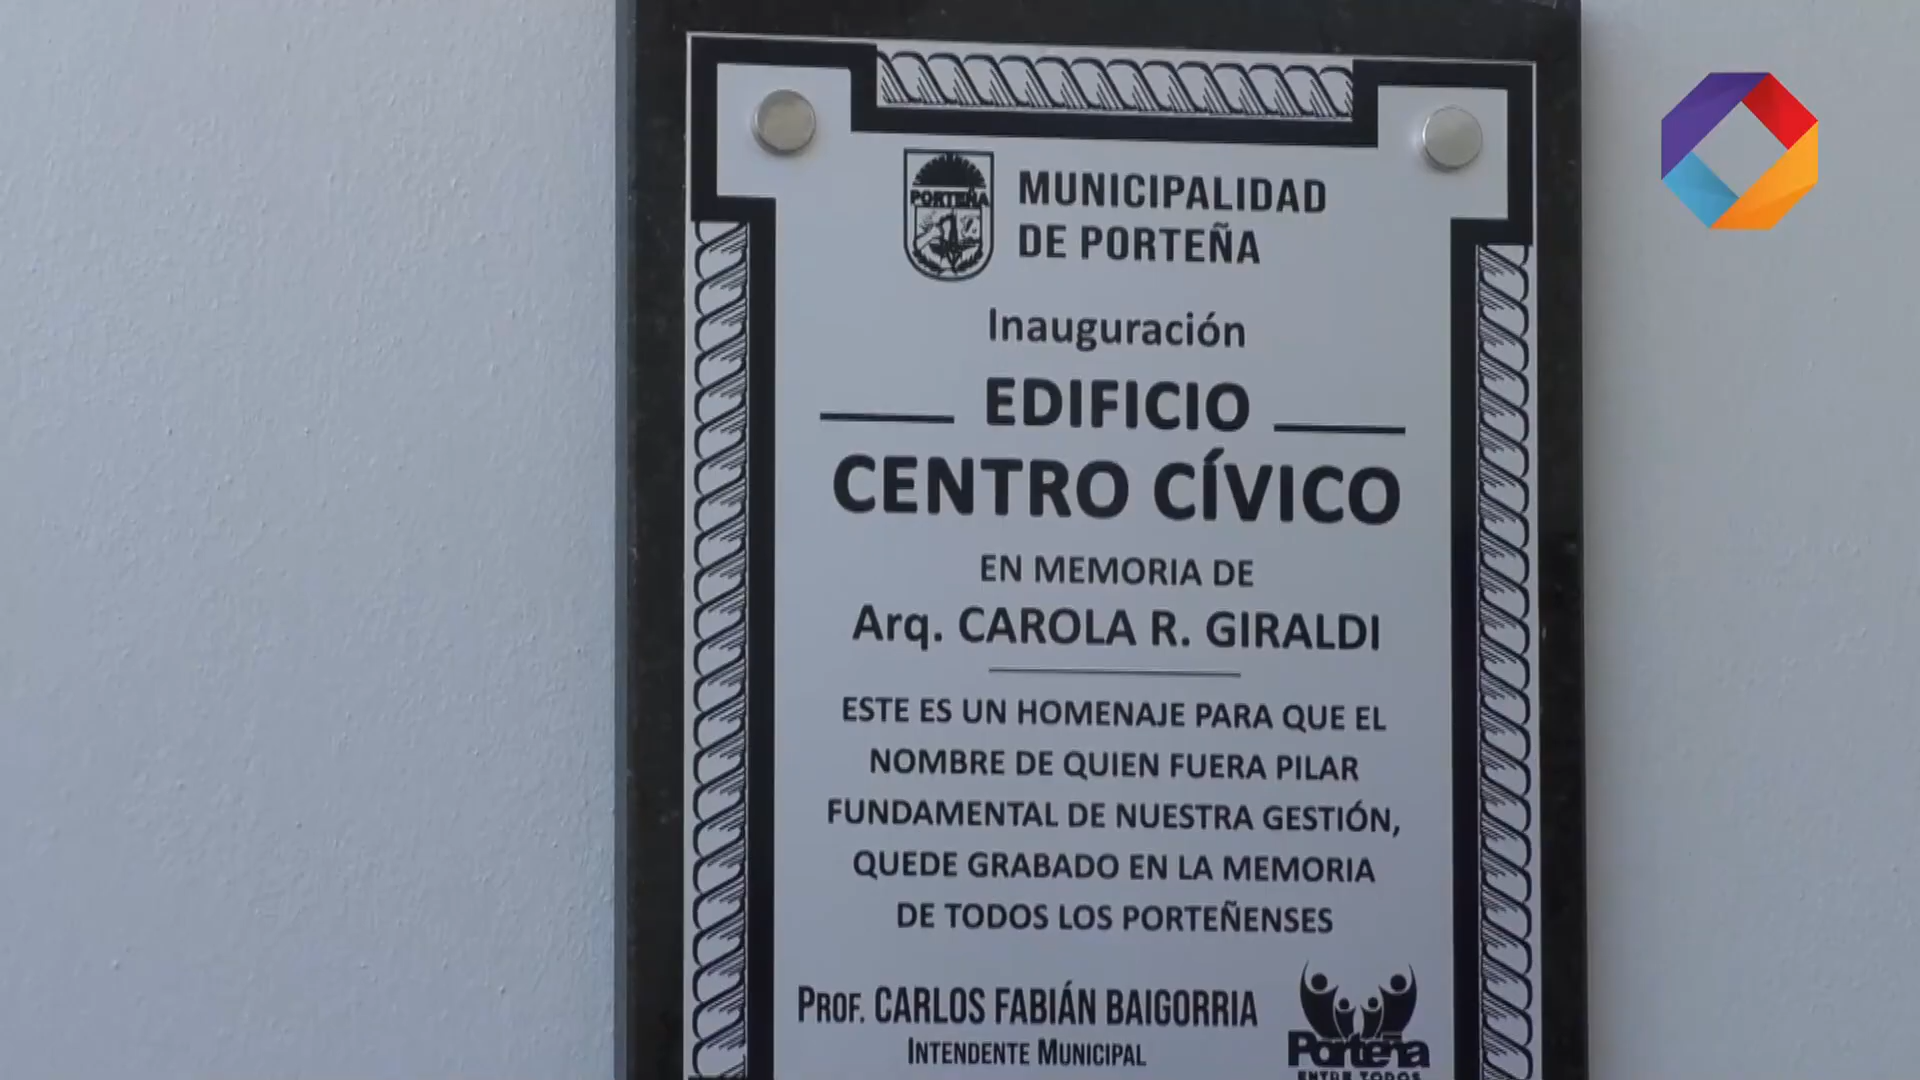 PORTEÑA
MUNICIPALIDAD
DE PORTEÑA
Inauguración
EDIFICIO
CENTRO CÍVICO
EN MEMORIA DE
Arq. CAROLA R. GIRALDI
ESTE ES UN HOMENAJE PARA QUE EL
NOMBRE DE QUIEN FUERA PILAR
FUNDAMENTAL DE NUESTRA GESTIÓN,
QUEDE GRABADO EN LA MEMORIA
DE TODOS LOS PORTEÑENSES
PROF. CARLOS FABIÁN BAIGORRIA
INTENDENTE MUNICIPAL
Porteña
ENTRE TODOS